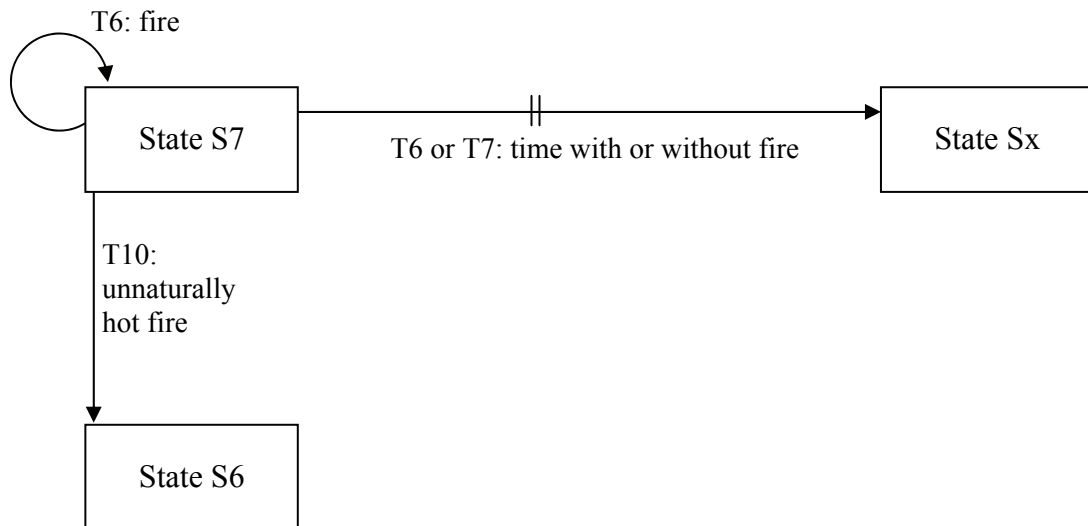 T6: fire
State S7
T6 or T7: time with or without fire
State Sx
T10:
unnaturally
hot fire
State S6